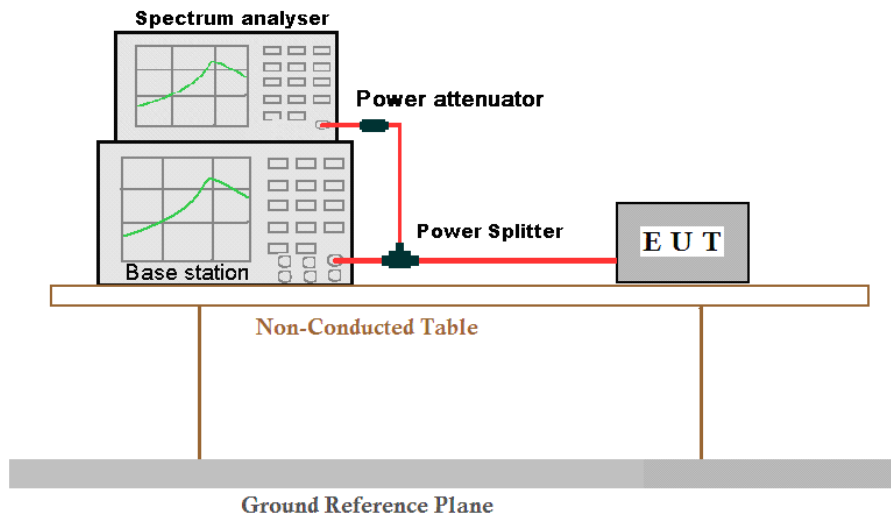 Spectrum analyser
Power attenuator
Power Splitter
E U T
Base station
Non-Conducted Table
Ground Reference Plane